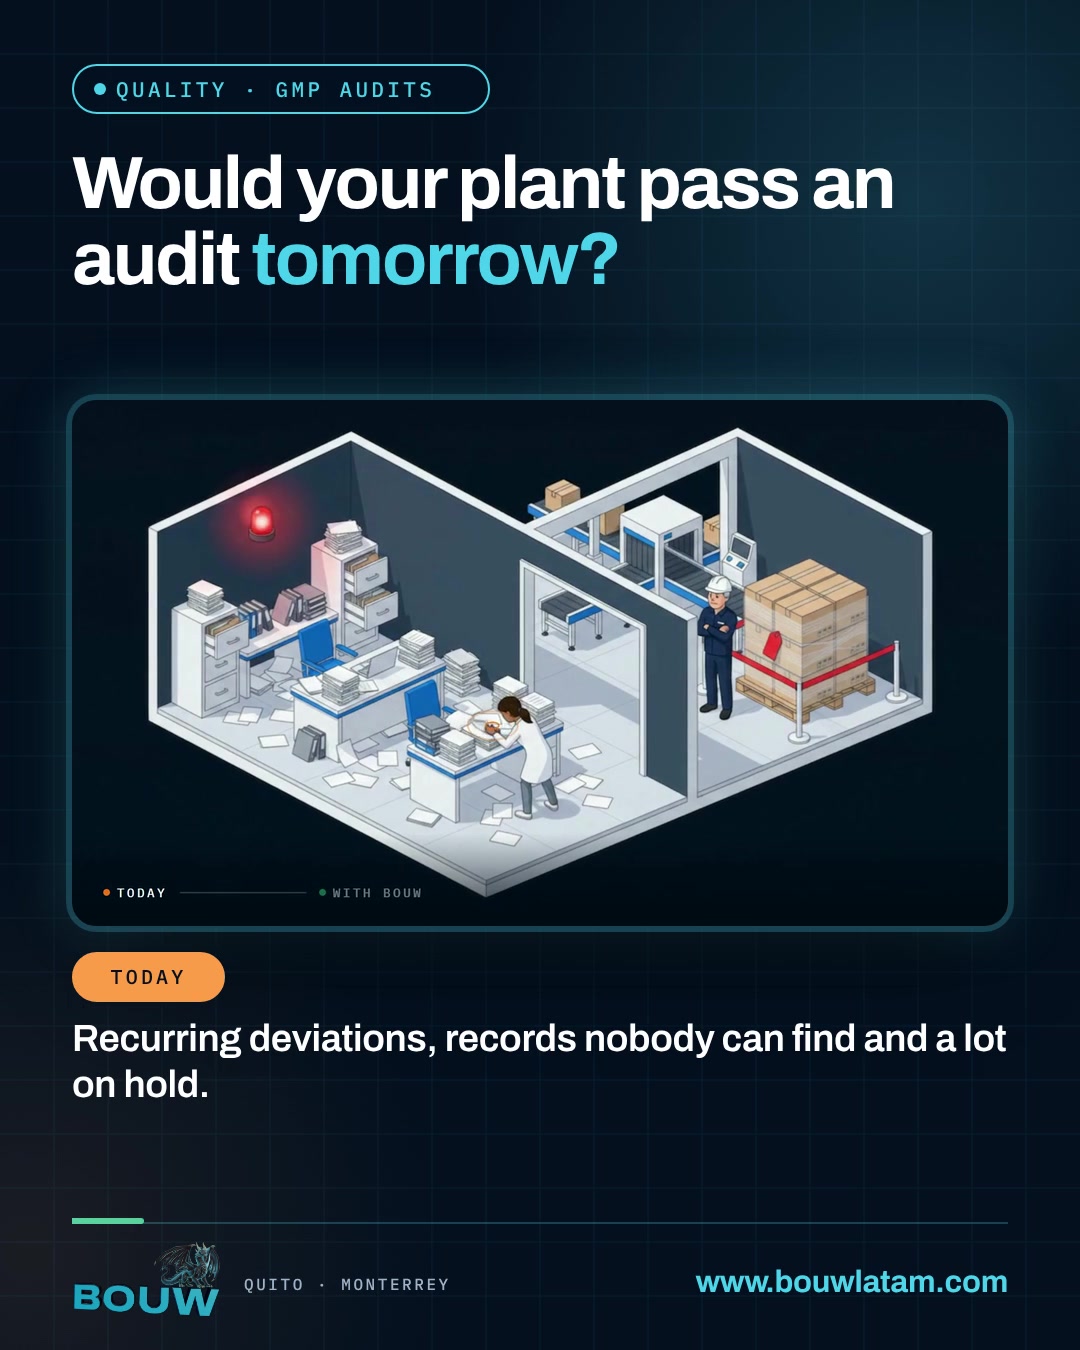 QUALITY · GMP AUDITS
Would your plant pass an
audit tomorrow?
TODAY
WITH BOUW
TODAY
Recurring deviations, records nobody can find and a lot
on hold.
BOUW
QUITO · MONTERREY
www.bouwlatam.com